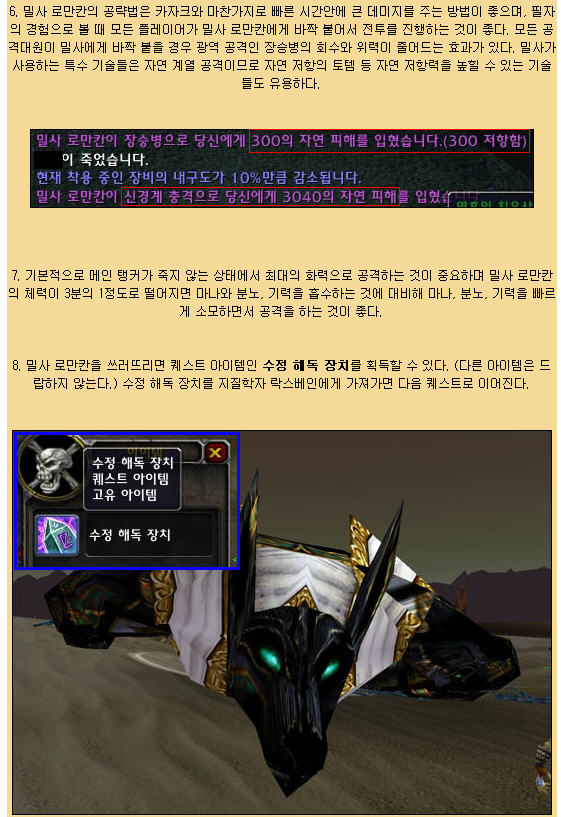 6. 밀사 로만칸의 공략법은 카자크와 마찬가지로 빠른 시간안에 큰 데미지를 주는 방법이 좋으며, 필자
의 경험으로 볼 때 모든 플레이어가 밀사 로만칸에게 바짝 붙어서 전투를 진행하는 것이 좋다. 모든 공
격대원이 밀사에게 바짝 붙을 경우 광역 공격인 장승병의 회수와 위력이 줄어드는 효과가 있다. 밀사가
사용하는 특수 기술들은 자연 계열 공격이므로 자연 저항의 토템 등 자연 저항력을 높힐 수 있는 기술
들도 유용하다.
밀사 로만칸이 장승병으로 당신에게 300의 자연 피해를 입혔습니다.(300 저항함)
이 죽었습니다.
현재 착용 중인 장비의 내구도가 10%만큼 감소됩니다.
밀사 로만칸이 신경계 충격으로 당신에게 3040의 자연 피해를 입혔습
7. 기본적으로 메인 탱커가 죽지 않는 상태에서 최대의 화력으로 공격하는 것이 중요하며 밀사 로만칸
의 체력이 3분의 1정도로 떨어지면 마나와 분노, 기력을 흡수하는 것에 대비해 마나, 분노, 기력을 빠르
게 소모하면서 공격을 하는 것이 좋다.
8. 밀사 로만칸을 쓰러뜨리면 퀘스트 아이템인 수정 해독 장치를 획득할 수 있다. (다른 아이템은 드
랍하지 않는다.) 수정 해독 장치를 지질학자 락스베인에게 가져가면 다음 퀘스트로 이어진다.
아이템
수정 해독 장치
퀘스트 아이템
고유 아이템
수정 해독 장치